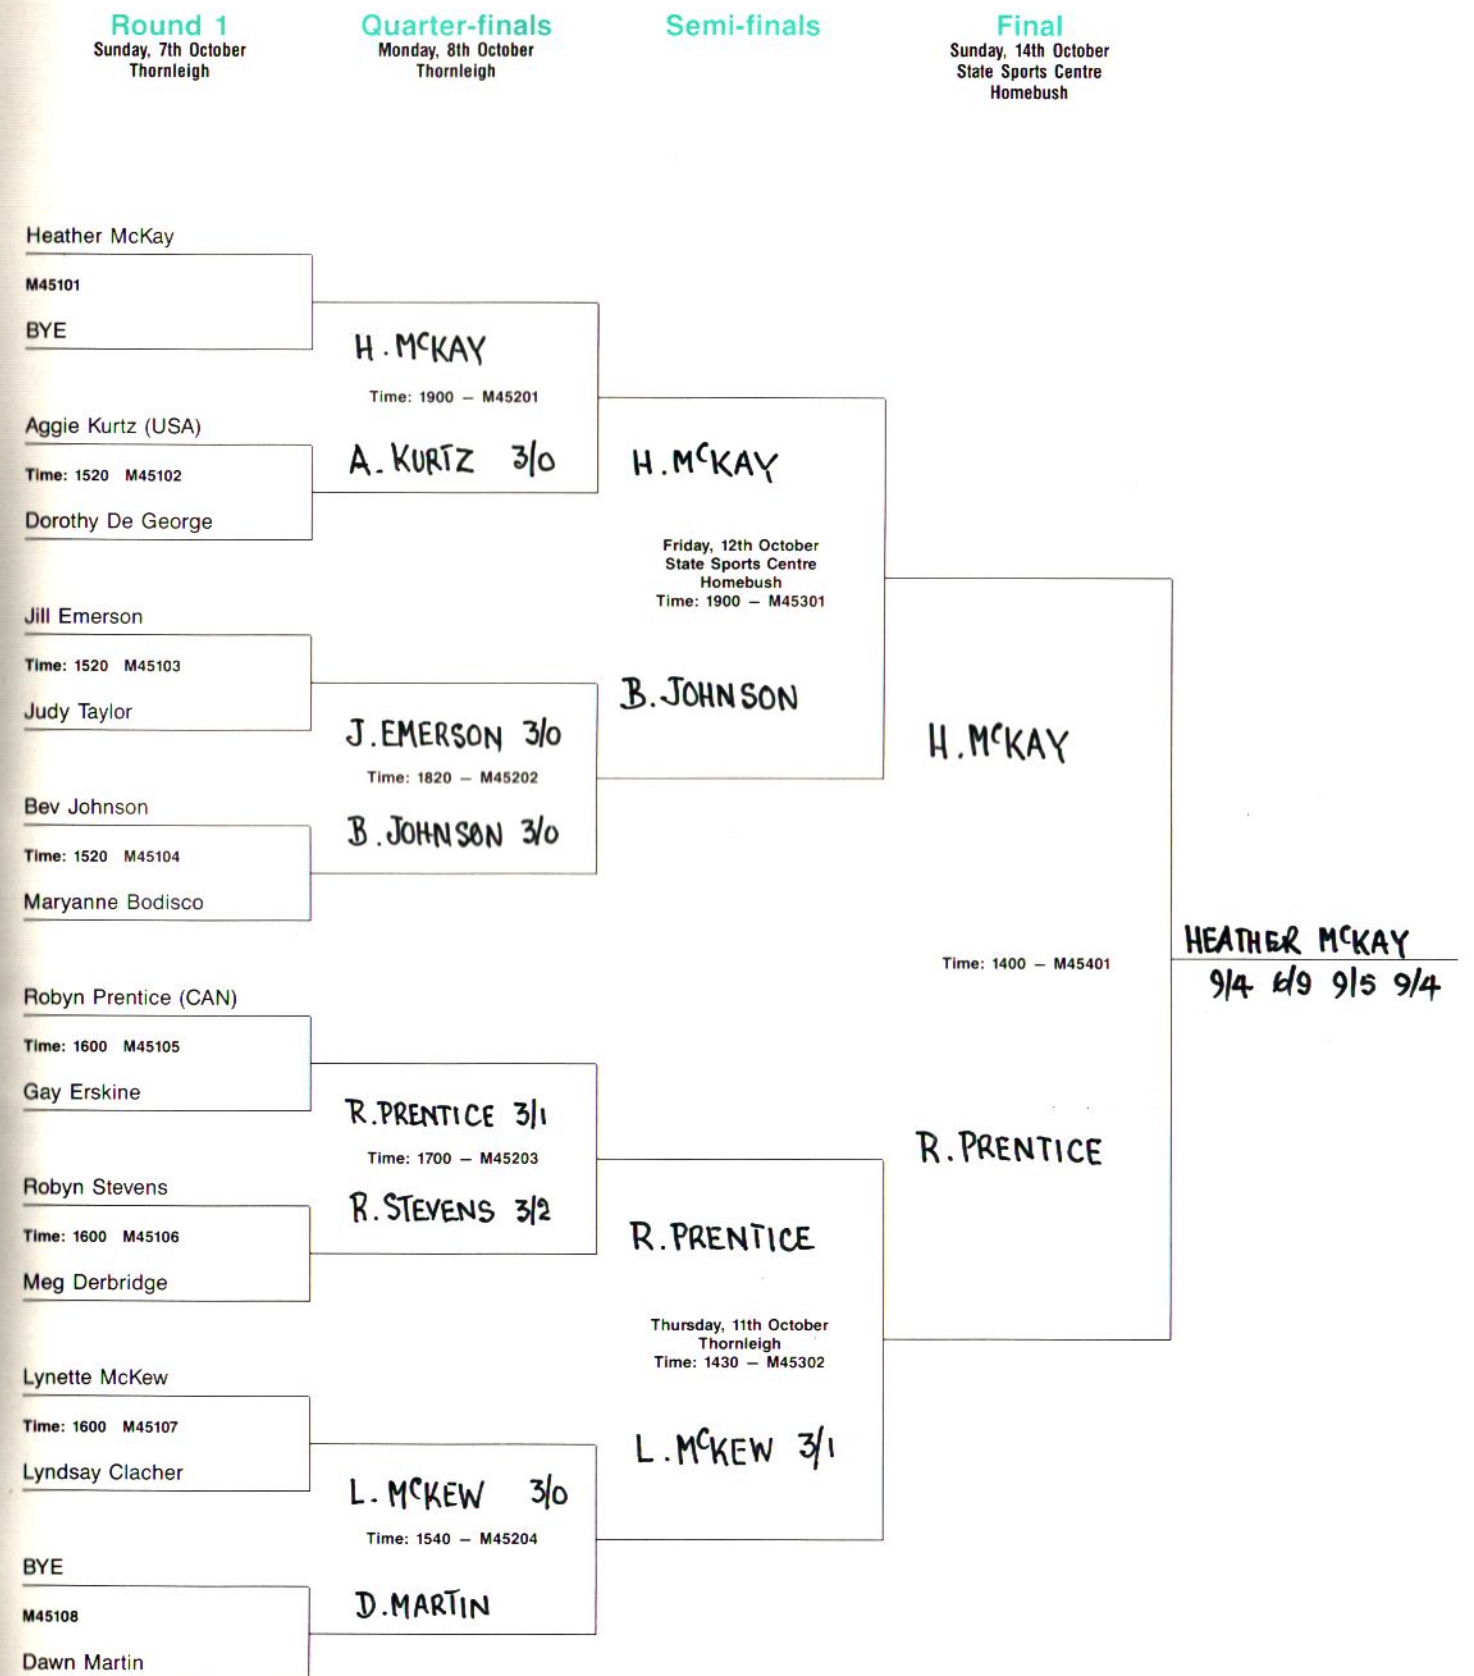 Round 1
Sunday, 7th October
Thornleigh
Quarter-finals
Monday, 8th October
Thornleigh
Semi-finals
Final
Sunday, 14th October
State Sports Centre
Homebush
Heather McKay
M45101
BYE
Aggie Kurtz (USA)
Time: 1520 M45102
Dorothy De George
Jill Emerson
Time: 1520 M45103
Judy Taylor
Bev Johnson
Time: 1520 M45104
Maryanne Bodisco
Robyn Prentice (CAN)
Time: 1600 M45105
Gay Erskine
Robyn Stevens
Time: 1600 M45106
Meg Derbridge
Lynette McKew
Time: 1600 M45107
Lyndsay Clacher
BYE
M45108
Dawn Martin
H. McKAY
Time: 1900 – M45201
A. KURTZ 3/0
J. EMERSON 3/0
Time: 1820 – M45202
B. JOHNSON 3/0
R. PRENTICE 3/1
Time: 1700 – M45203
R. STEVENS 3/2
L. McKEW 3/0
Time: 1540 – M45204
D. MARTIN
H. McKAY
Friday, 12th October
State Sports Centre
Homebush
Time: 1900 – M45301
B. JOHNSON
R. PRENTICE
Thursday, 11th October
Thornleigh
Time: 1430 – M45302
L. McKEW 3/1
H. McKAY
Time: 1400 – M45401
R. PRENTICE
HEATHER McKAY
9/4 6/9 9/5 9/4